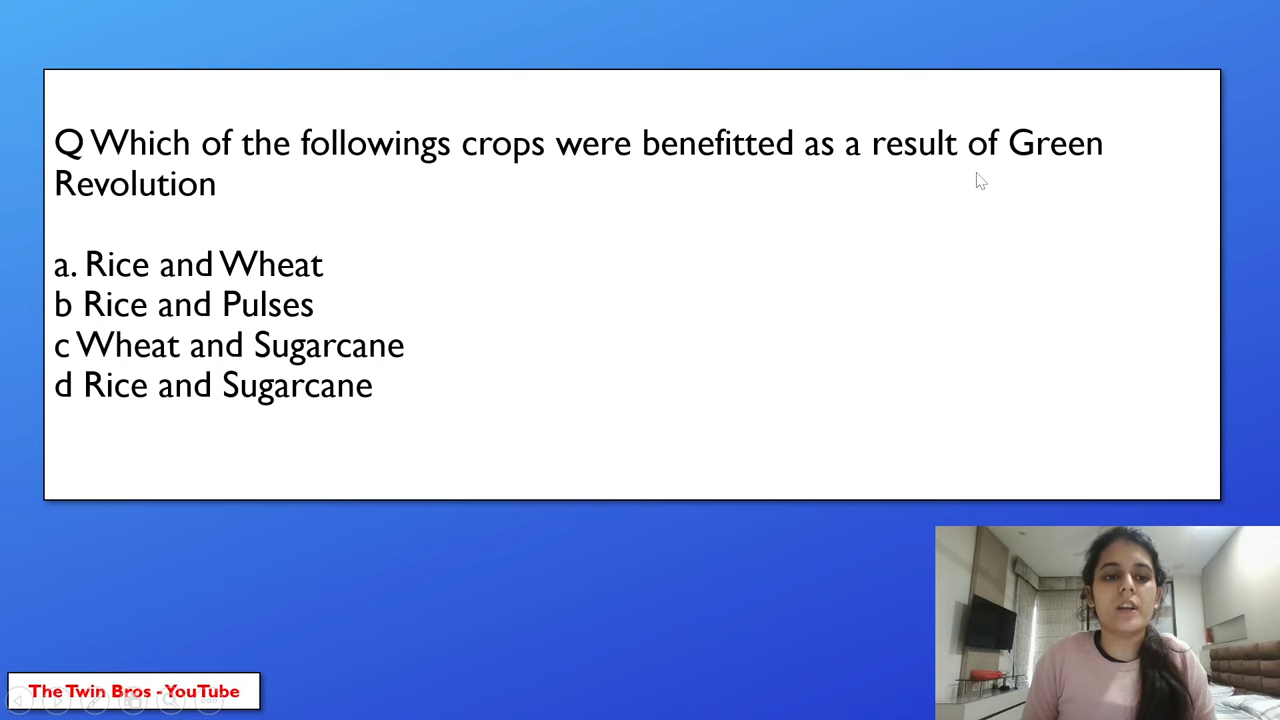 Q Which of the followings crops were benefitted as a result of Green
Revolution
a. Rice and Wheat
b Rice and Pulses
c Wheat and Sugarcane
d Rice and Sugarcane
The Twin Bros - YouTube